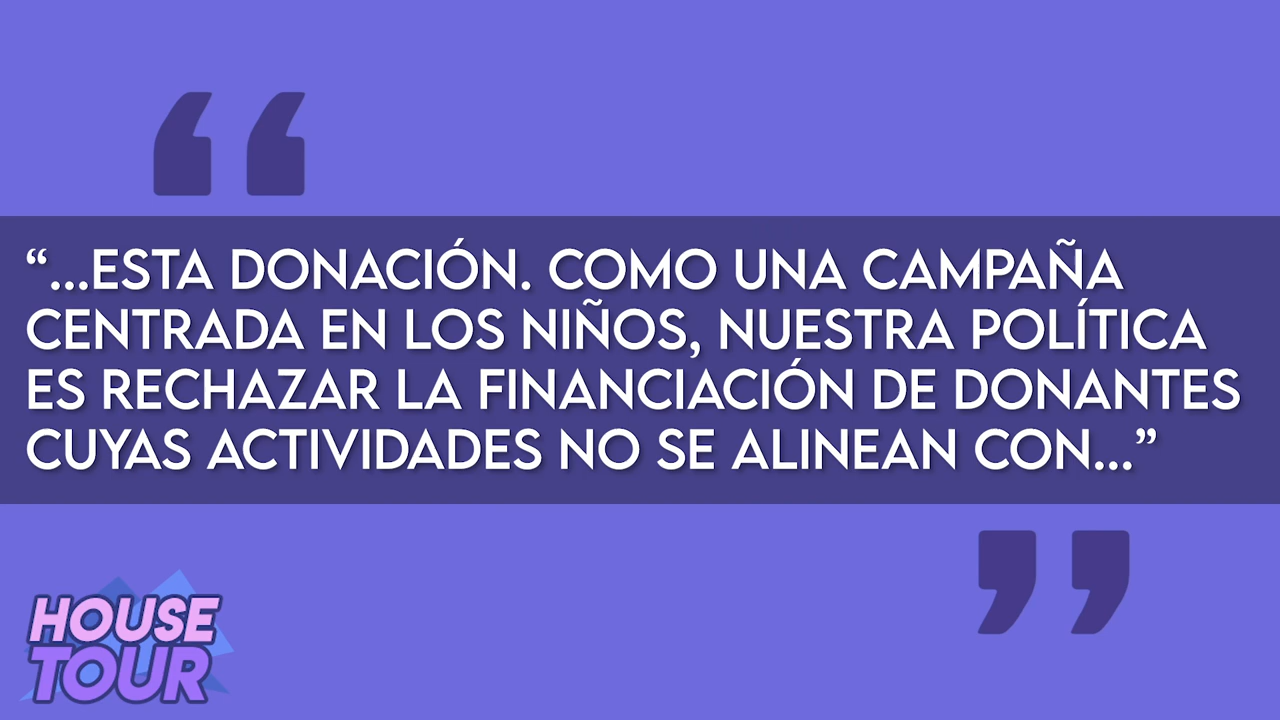 “...ESTA DONACIÓN. COMO UNA CAMPAÑA
CENTRADA EN LOS NIÑOS, NUESTRA POLÍTICA
ES RECHAZAR LA FINANCIACIÓN DE DONANTES
CUYAS ACTIVIDADES NO SE ALINEAN CON...”
HOUSE
TOUR